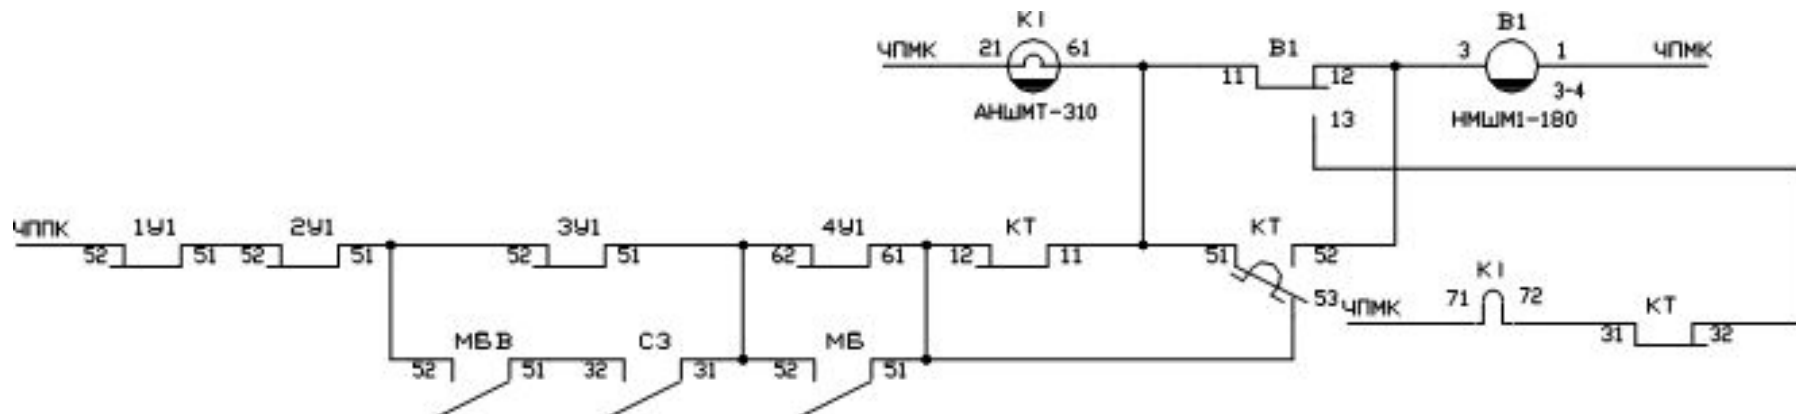 К1 В1
ЧПМК 21 61 В1 3 1 ЧПМК
11 12 3-4
АНШМТ-310 13 НМШМ1-180
ЧППК 1У1 2У1 3У1 4У1 КТ КТ
52 51 52 51 52 51 62 61 12 11 51 52
К1
53 ЧПМК 71 72 КТ
31 32
МБВ СЗ МБ
52 51 32 31 52 51